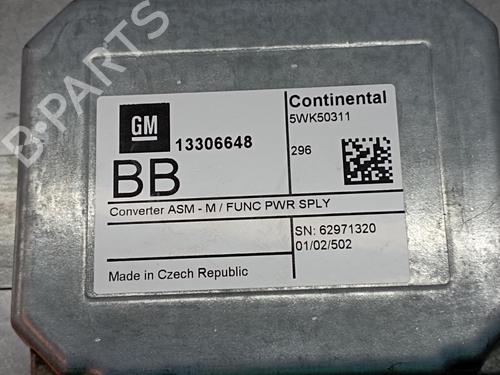 GM
13306648
BB
Continental
5WK50311
296
Converter ASM - M / FUNC PWR SPLY
SN: 62971320
01/02/502
Made in Czech Republic
B-PARTS